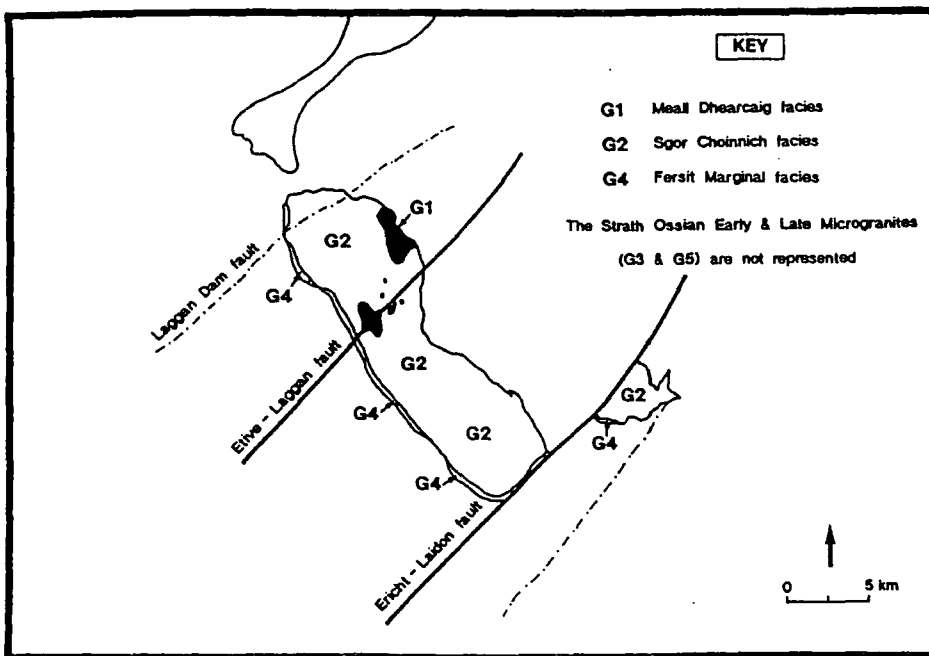 KEY
G1 Meall Dhearcaig facies
G2 Sgor Choinnich facies
G4 Fersit Marginal facies
The Strath Ossian Early & Late Microgranites
(G3 & G5) are not represented
G1
G2
Laggan Dam fault
G4
Etive - Laggan fault
G2
G2
G4
G4
G2
G4
Ericht - Laidon fault
0 5 km